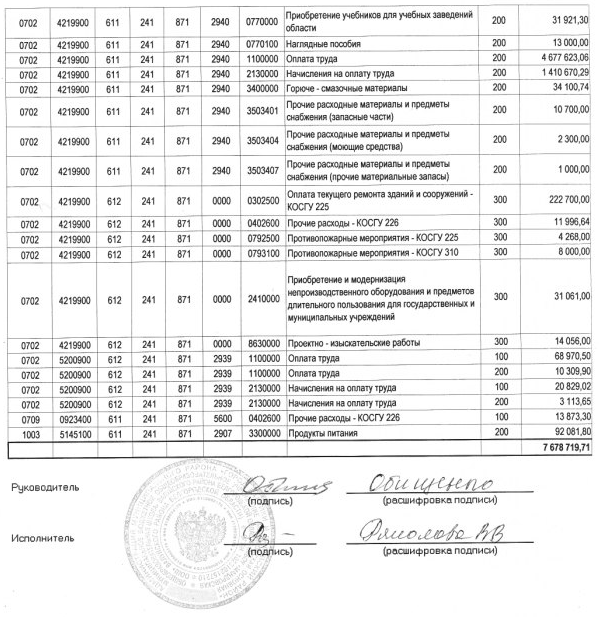 0702 4219900 611 241 871 2940 0770000 Приобретение учебников для учебных заведений 200 31 921,30
области
0702 4219900 611 241 871 2940 0770100 Наглядные пособия 200 13 000,00
0702 4219900 611 241 871 2940 1100000 Оплата труда 200 4 677 623,06
0702 4219900 611 241 871 2940 2130000 Начисления на оплату труда 200 1 410 670,29
0702 4219900 611 241 871 2940 3400000 Горюче - смазочные материалы 200 34 100,74
0702 4219900 611 241 871 2940 3503401 Прочие расходные материалы и предметы 200 10 700,00
снабжения (запасные части)
0702 4219900 611 241 871 2940 3503404 Прочие расходные материалы и предметы 200 2 300,00
снабжения (моющие средства)
0702 4219900 611 241 871 2940 3503407 Прочие расходные материалы и предметы 200 1 000,00
снабжения (прочие материальные запасы)
0702 4219900 612 241 871 0000 0302500 Оплата текущего ремонта зданий и сооружений - 300 222 700,00
КОСГУ 225
0702 4219900 612 241 871 0000 0402600 Прочие расходы - КОСГУ 226 300 11 996,64
0702 4219900 612 241 871 0000 0792500 Противопожарные мероприятия - КОСГУ 225 300 4 268,00
0702 4219900 612 241 871 0000 0793100 Противопожарные мероприятия - КОСГУ 310 300 8 000,00
0702 4219900 612 241 871 0000 2410000 Приобретение и модернизация 300 31 061,00
непроизводственного оборудования и предметов
длительного пользования для государственных и
муниципальных учреждений
0702 4219900 612 241 871 0000 8630000 Проектно - изыскательские работы 300 14 056,00
0702 5200900 612 241 871 2939 1100000 Оплата труда 100 68 970,50
0702 5200900 612 241 871 2939 1100000 Оплата труда 200 10 309,90
0702 5200900 612 241 871 2939 2130000 Начисления на оплату труда 100 20 829,02
0702 5200900 612 241 871 2939 2130000 Начисления на оплату труда 200 3 113,65
0709 0923400 611 241 871 5600 0402600 Прочие расходы - КОСГУ 226 100 13 873,30
1003 5145100 611 241 871 2907 3300000 Продукты питания 200 92 081,80
7 678 719,71
Руководитель Общенко
(подпись) (расшифровка подписи)
Исполнитель
(подпись) (расшифровка подписи)